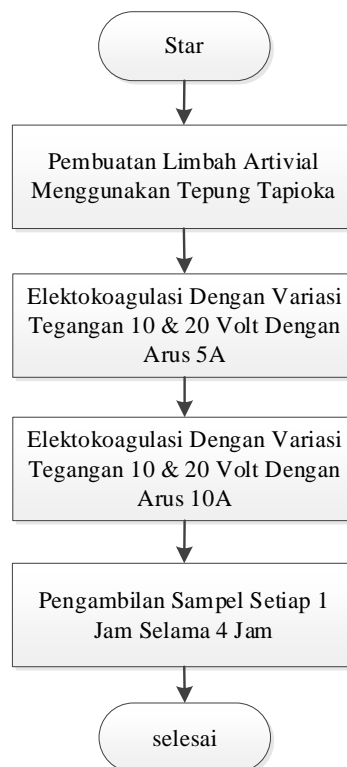 Star
Pembuatan Limbah Artivial
Menggunakan Tepung Tapioka
Elektokoagulasi Dengan Variasi
Tegangan 10 & 20 Volt Dengan
Arus 5A
Elektokoagulasi Dengan Variasi
Tegangan 10 & 20 Volt Dengan
Arus 10A
Pengambilan Sampel Setiap 1
Jam Selama 4 Jam
selesai